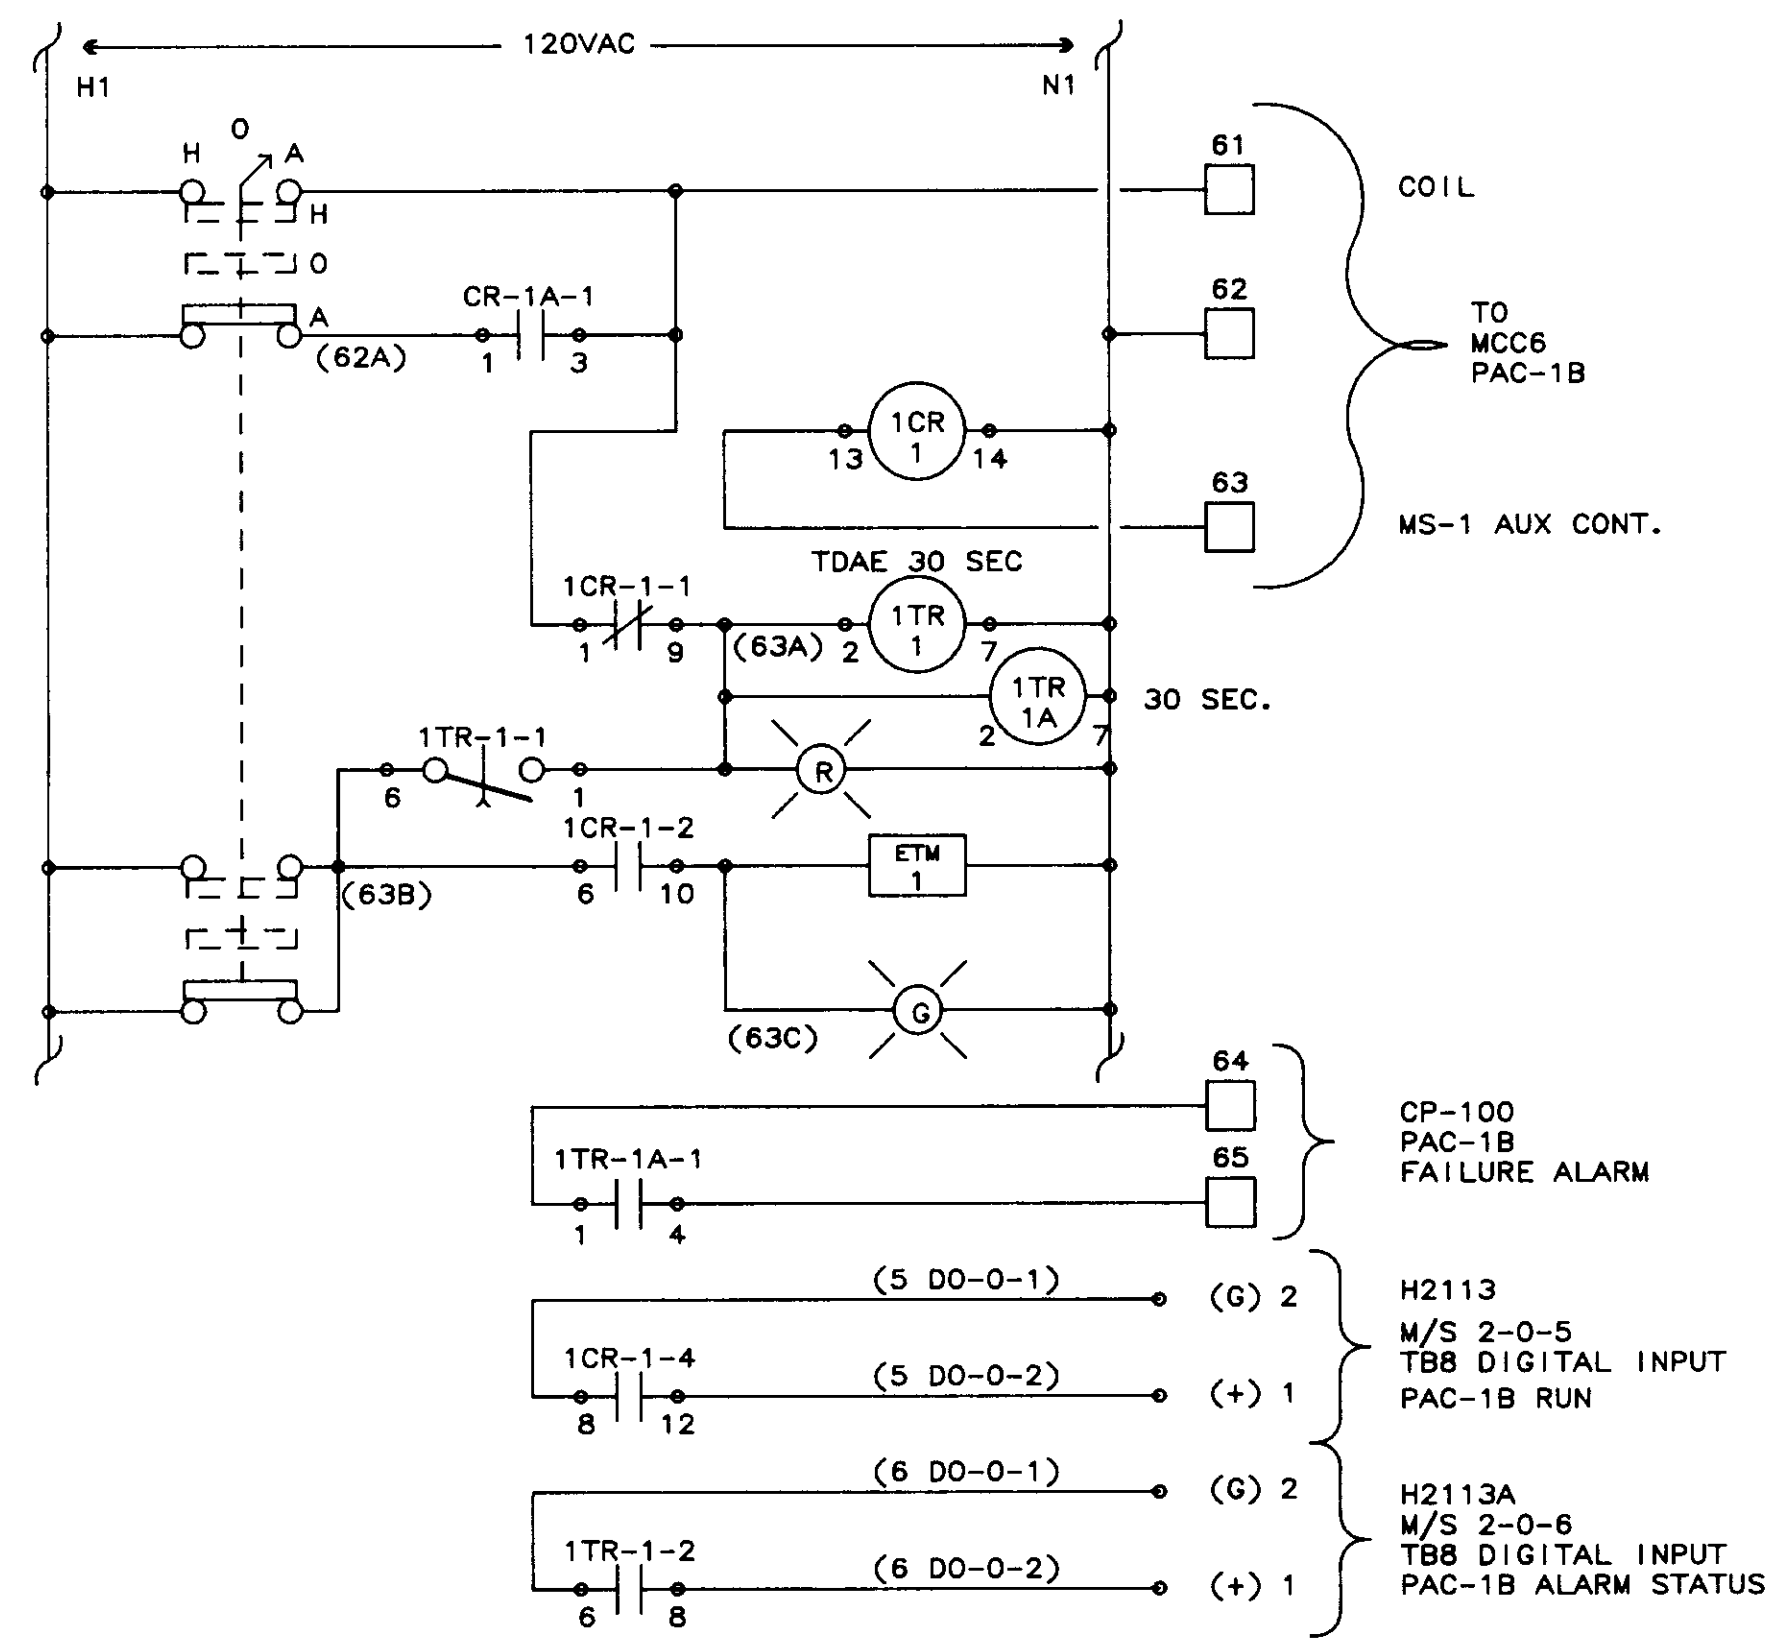 120VAC
H1
N1
O
H
A
H
O
A
(62A)
CR-1A-1
1
3
61
COIL
62
TO
MCC6
PAC-1B
1CR
1
13
14
63
MS-1 AUX CONT.
TDAE 30 SEC
1CR-1-1
1
9
(63A)
2
1TR
1
7
1TR
1A
2
7
30 SEC.
1TR-1-1
6
1
R
1CR-1-2
(63B)
6
10
ETM
1
(63C)
G
64
CP-100
PAC-1B
FAILURE ALARM
1TR-1A-1
65
1
4
(5 DO-0-1)
(G) 2
H2113
M/S 2-0-5
TB8 DIGITAL INPUT
PAC-1B RUN
1CR-1-4
(5 DO-0-2)
(+) 1
8
12
(6 DO-0-1)
(G) 2
H2113A
M/S 2-0-6
TB8 DIGITAL INPUT
PAC-1B ALARM STATUS
1TR-1-2
(6 DO-0-2)
(+) 1
6
8